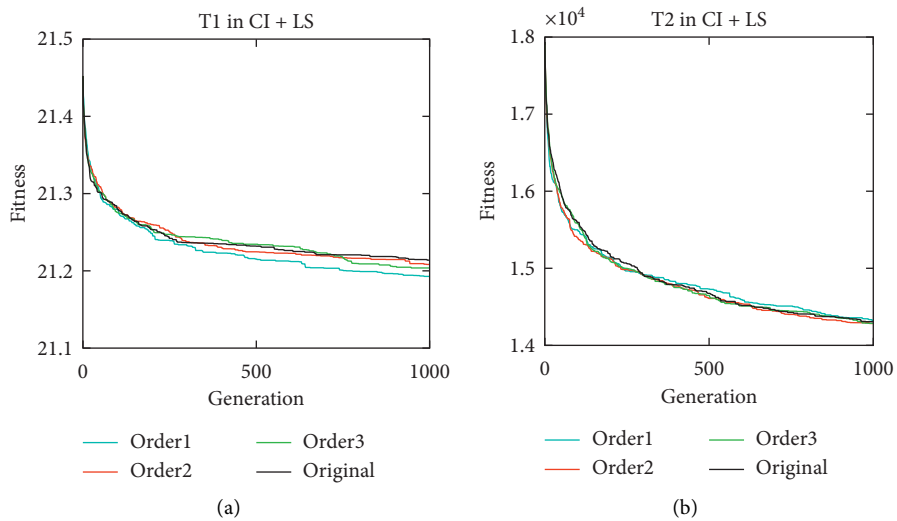 T1 in CI + LS
21.5
21.4
21.3
21.2
21.1
Fitness
0
500
1000
Generation
Order1
Order2
Order3
Original
(a)
×10^4
T2 in CI + LS
1.8
1.7
1.6
1.5
1.4
Fitness
0
500
1000
Generation
Order1
Order2
Order3
Original
(b)